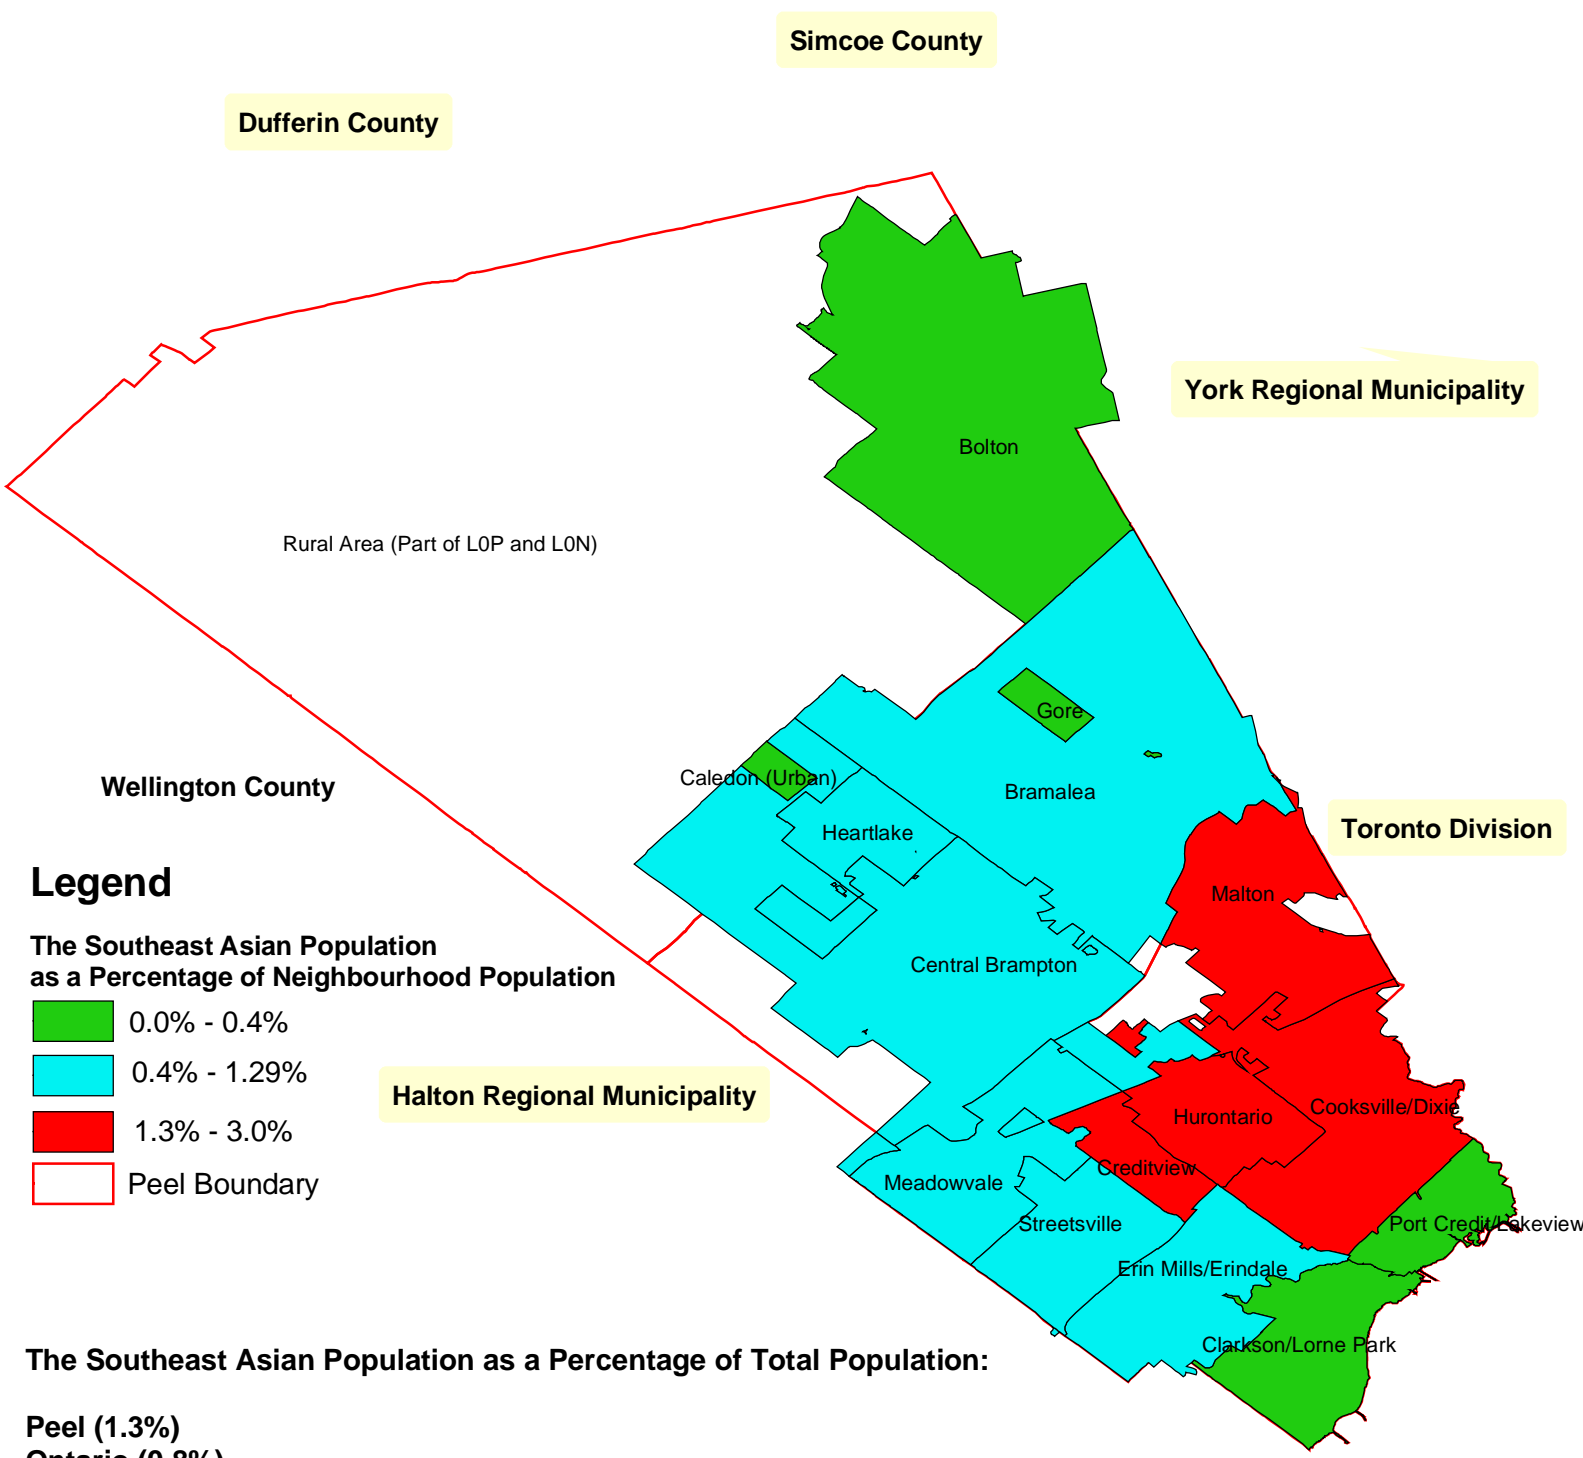 Simcoe County
Dufferin County
York Regional Municipality
Bolton
Rural Area (Part of L0P and L0N)
Gore
Caledon (Urban)
Wellington County
Bramalea
Toronto Division
Heartlake
Malton
Legend
The Southeast Asian Population
as a Percentage of Neighbourhood Population
Central Brampton
0.0% - 0.4%
0.4% - 1.29%
Halton Regional Municipality
Cooksville/Dixie
Hurontario
1.3% - 3.0%
Creditview
Peel Boundary
Meadowvale
Streetsville
Port Credit/Lakeview
Erin Mills/Erindale
Clarkson/Lorne Park
The Southeast Asian Population as a Percentage of Total Population:
Peel (1.3%)
Ontario (0.8%)